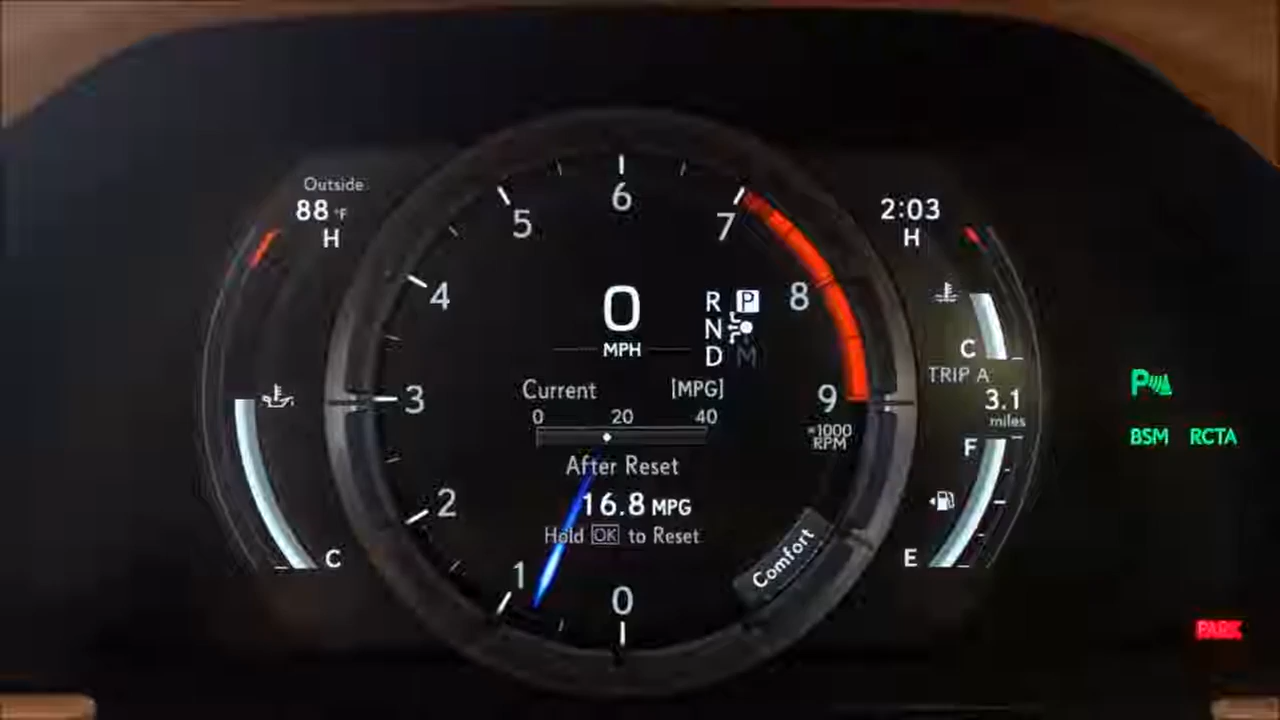 Outside
88 °F
H
C
6
5
7
4
8
3
9
×1000
RPM
2
1
0
0
MPH
R P
N
D M
Current [MPG]
0 20 40
After Reset
16.8 MPG
Hold OK to Reset
Comfort
2:03
H
C
TRIP A
3.1
miles
F
E
P
BSM RCTA
PARK